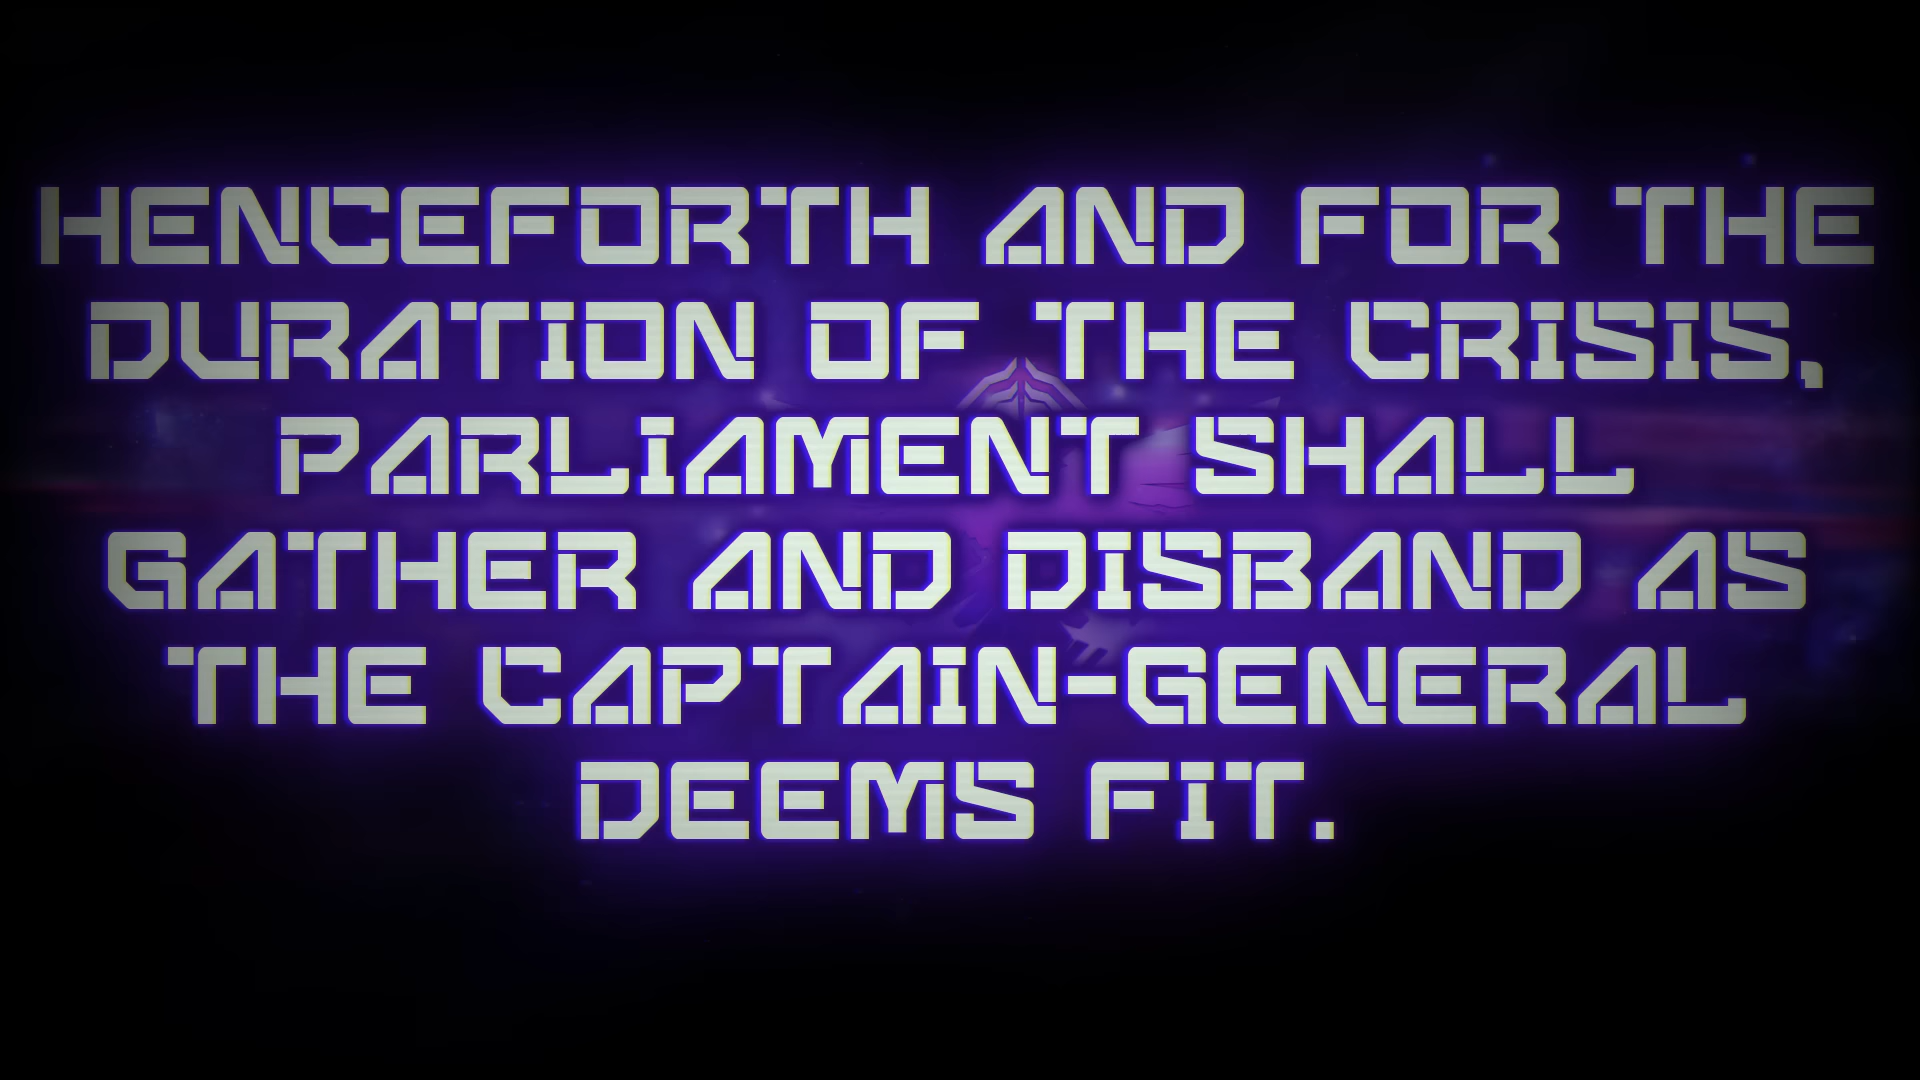 HENCEFORTH AND FOR THE
DURATION OF THE CRISIS,
PARLIAMENT SHALL
GATHER AND DISBAND AS
THE CAPTAIN-GENERAL
DEEMS FIT.